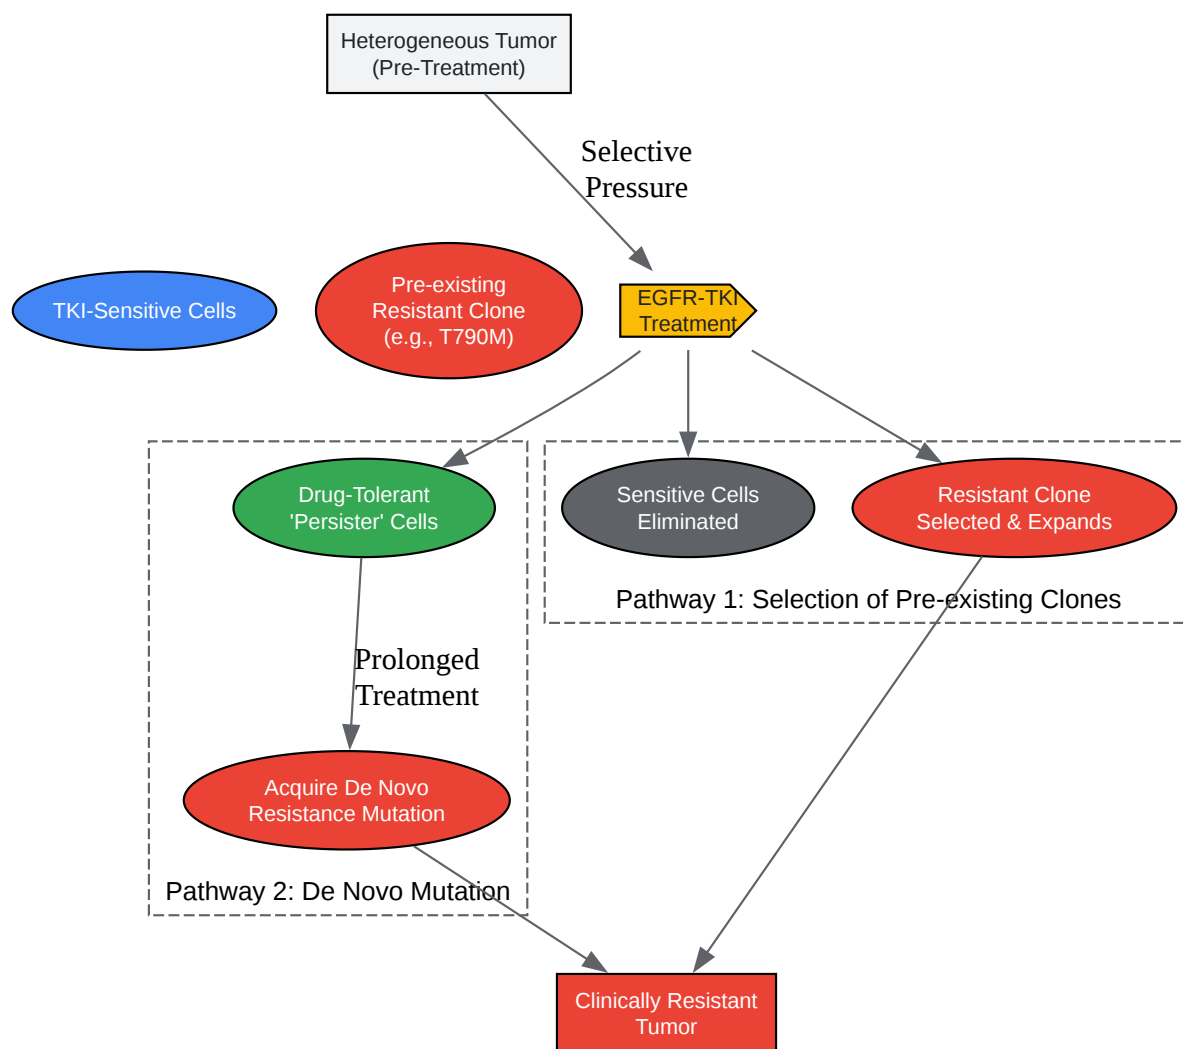 Heterogeneous Tumor
(Pre-Treatment)
Selective
Pressure
TKI-Sensitive Cells
Pre-existing
Resistant Clone
(e.g., T790M)
EGFR-TKI
Treatment
Drug-Tolerant
'Persister' Cells
Sensitive Cells
Eliminated
Resistant Clone
Selected & Expands
Pathway 1: Selection of Pre-existing Clones
Prolonged
Treatment
Acquire De Novo
Resistance Mutation
Pathway 2: De Novo Mutation
Clinically Resistant
Tumor